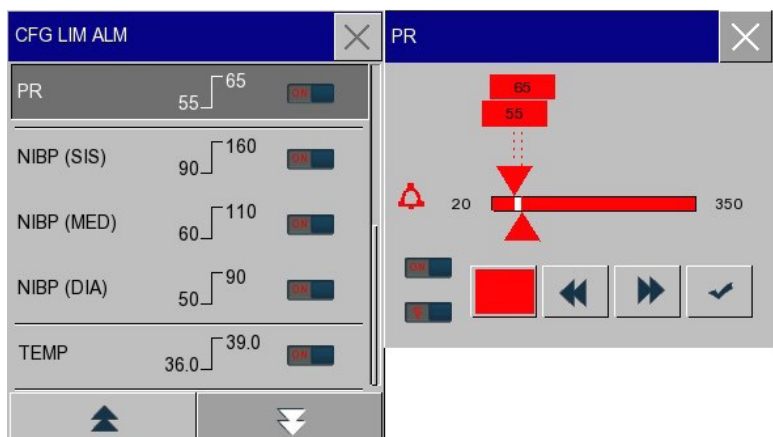 CFG LIM ALM
PR
55 65 ON
NIBP (SIS)
90 160 ON
NIBP (MED)
60 110 ON
NIBP (DIA)
50 90 ON
TEMP
36.0 39.0 ON
PR
65
55
20 350
ON